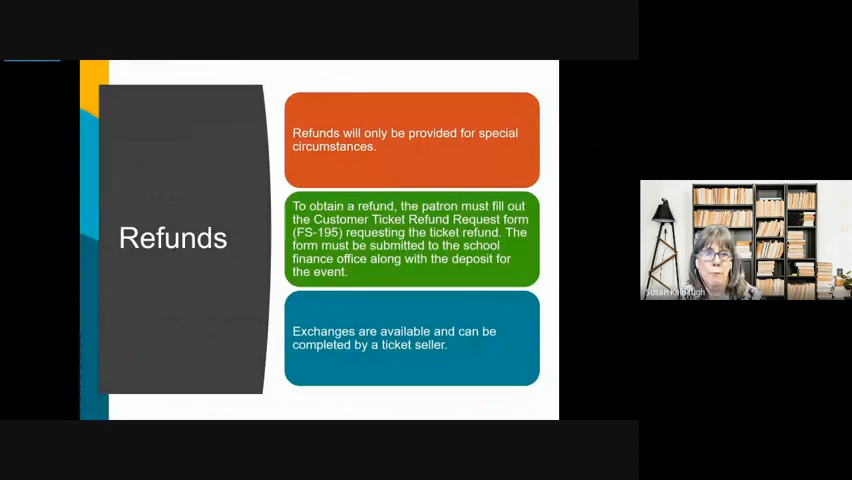 Refunds
Refunds will only be provided for special
circumstances.
To obtain a refund, the patron must fill out
the Customer Ticket Refund Request form
(FS-195) requesting the ticket refund. The
form must be submitted to the school
finance office along with the deposit for
the event.
Exchanges are available and can be
completed by a ticket seller.
Susan